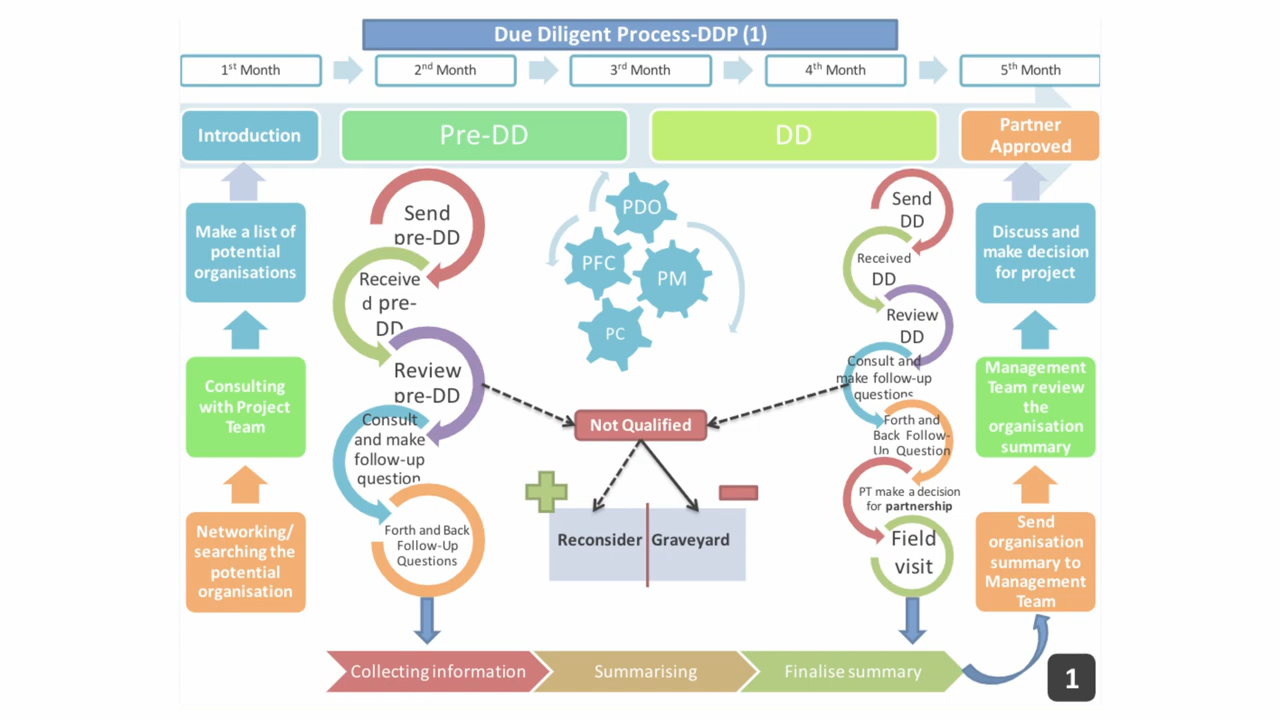 Due Diligent Process-DDP (1)
1st Month
2nd Month
3rd Month
4th Month
5th Month
Introduction
Pre-DD
DD
Partner
Approved
Make a list of
potential
organisations
Consulting
with Project
Team
Networking/
searching the
potential
organisation
Send
pre-DD
Receive
d pre-
DD
Review
pre-DD
Consult
and make
follow-up
question
Forth and Back
Follow-Up
Questions
PDO
PFC
PM
PC
Not Qualified
Reconsider
Graveyard
Send
DD
Received
DD
Review
DD
Consult and
make follow-up
questions
Forth and
Back Follow-
Up Question
PT make a decision
for partnership
Field
visit
Discuss and
make decision
for project
Management
Team review
the
organisation
summary
Send
organisation
summary to
Management
Team
Collecting information
Summarising
Finalise summary
1